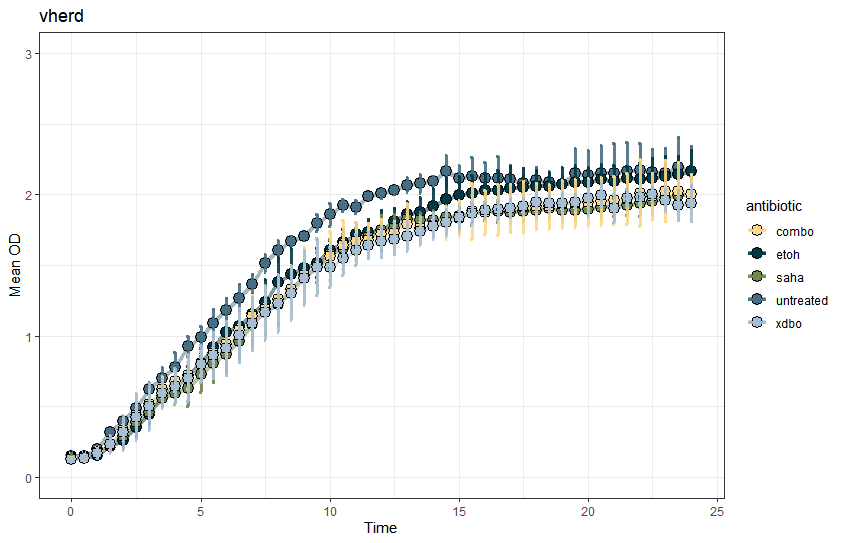 vherd
3
2
1
0
Mean OD
0
5
10
15
20
25
Time
antibiotic
combo
etoh
saha
untreated
xdbo